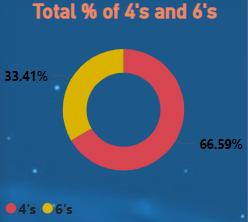 Total % of 4's and 6's
33.41%
66.59%
4's 6's